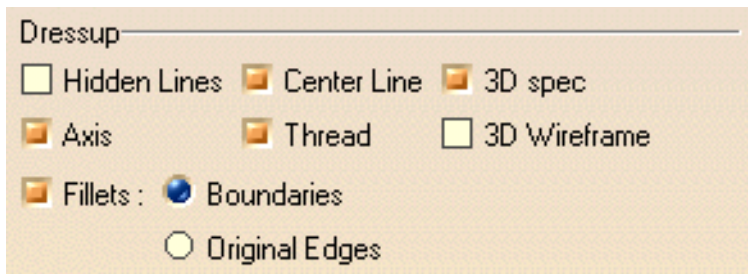 Dressup
Hidden Lines Center Line 3D spec
Axis Thread 3D Wireframe
Fillets : Boundaries
Original Edges